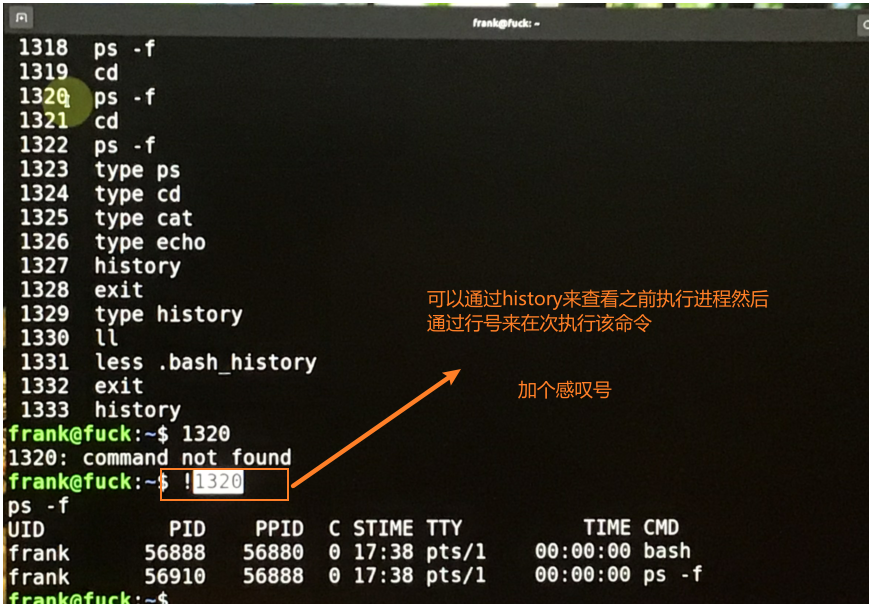 frank@fuck: ~
1318 ps -f
1319 cd
1320 ps -f
1321 cd
1322 ps -f
1323 type ps
1324 type cd
1325 type cat
1326 type echo
1327 history
1328 exit
1329 type history
1330 ll
1331 less .bash_history
1332 exit
1333 history
可以通过history来查看之前执行进程然后
通过行号来在次执行该命令
加个感叹号
frank@fuck:~$ 1320
1320: command not found
frank@fuck:~$ !1320
ps -f
UID PID PPID C STIME TTY TIME CMD
frank 56888 56880 0 17:38 pts/1 00:00:00 bash
frank 56910 56888 0 17:38 pts/1 00:00:00 ps -f
frank@fuck:~$